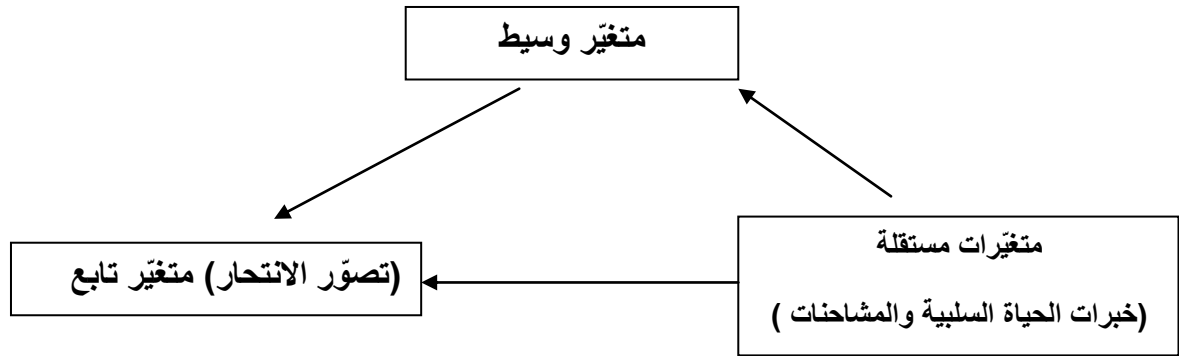 متغيّر وسيط
متغيّرات مستقلة
(خبرات الحياة السلبية والمشاحنات )
(تصوّر الانتحار) متغيّر تابع